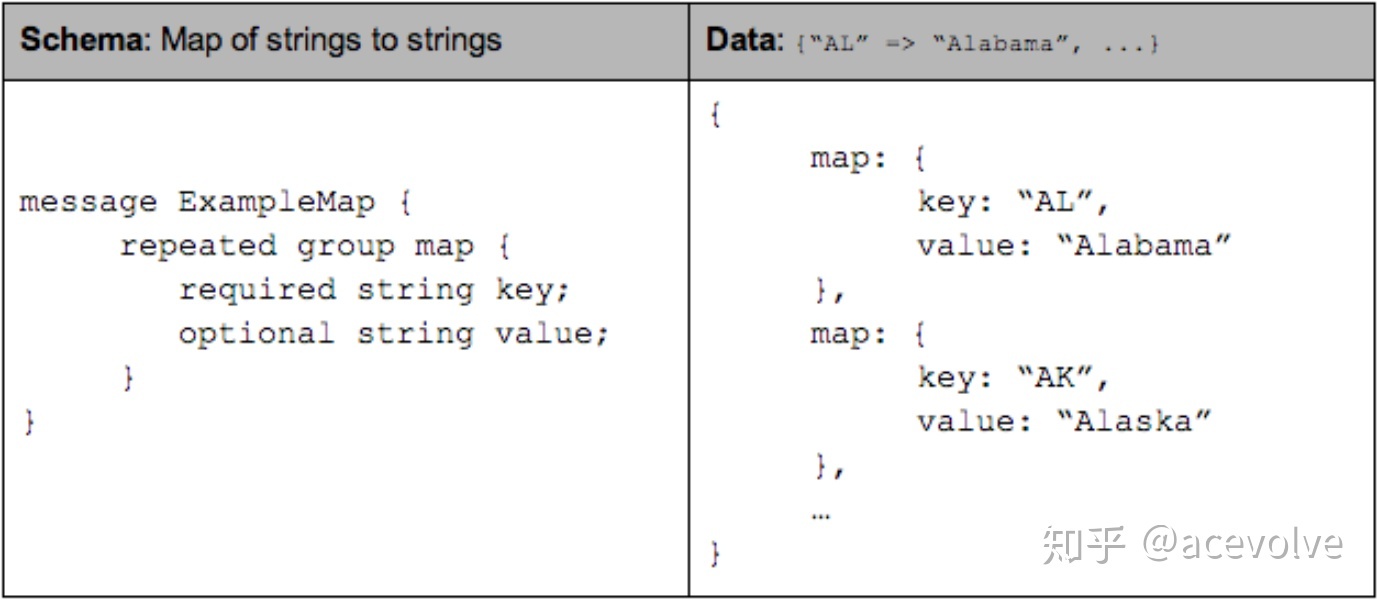 Schema: Map of strings to strings
Data: {“AL” => “Alabama”, ...}
message ExampleMap {
repeated group map {
required string key;
optional string value;
}
}
{
map: {
key: “AL”,
value: “Alabama”
},
map: {
key: “AK”,
value: “Alaska”
},
…
}
知乎 @acevolve